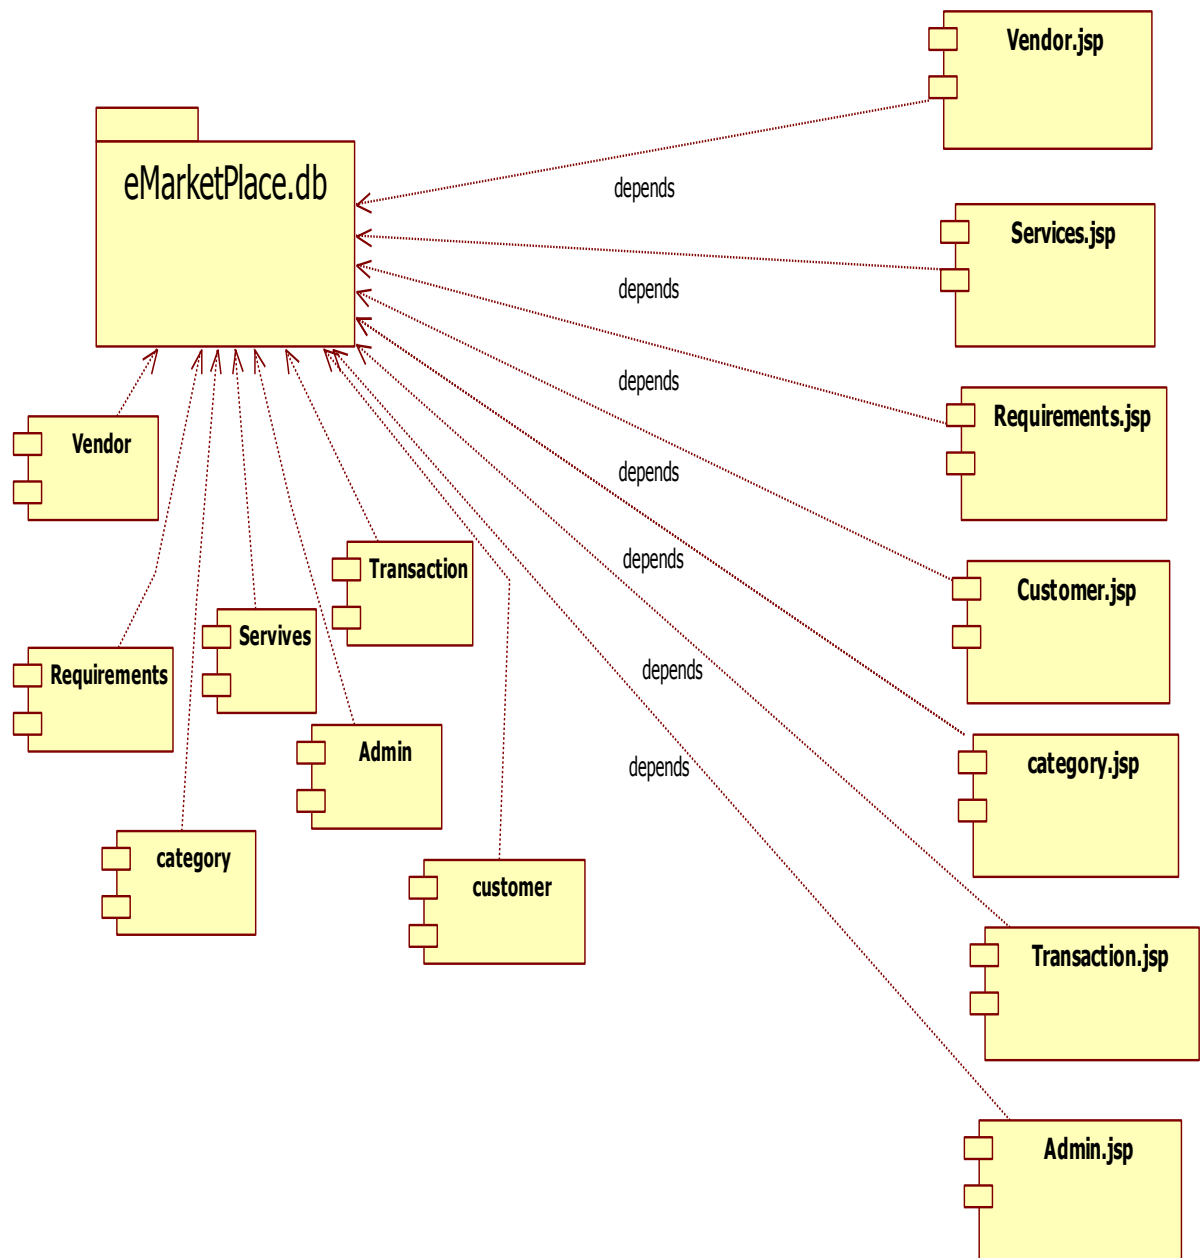 Vendor.jsp
eMarketPlace.db
depends
Services.jsp
depends
depends
Requirements.jsp
Vendor
depends
depends
Transaction
Customer.jsp
Servives
Requirements
depends
Admin
depends
category.jsp
category
customer
Transaction.jsp
Admin.jsp